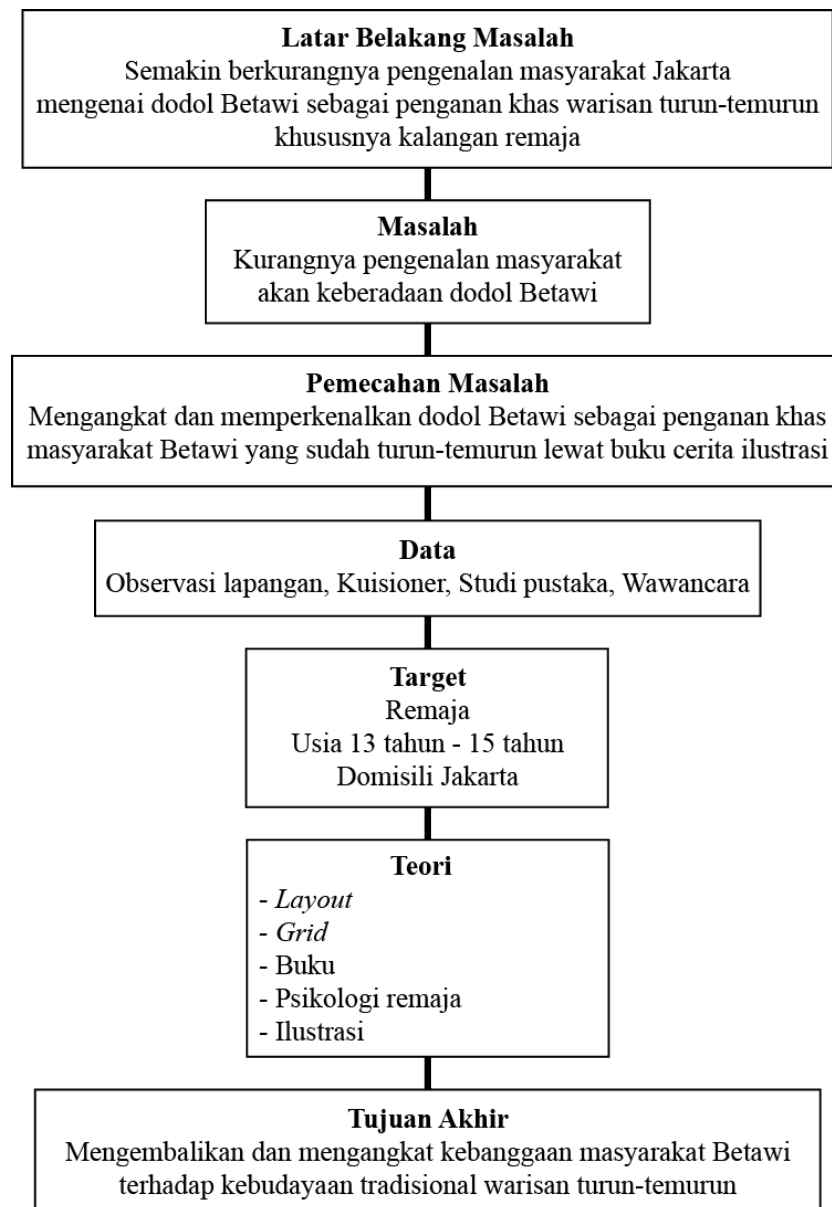 Latar Belakang Masalah
Semakin berkurangnya pengenalan masyarakat Jakarta
mengenai dodol Betawi sebagai penganan khas warisan turun-temurun
khususnya kalangan remaja
Masalah
Kurangnya pengenalan masyarakat
akan keberadaan dodol Betawi
Pemecahan Masalah
Mengangkat dan memperkenalkan dodol Betawi sebagai penganan khas
masyarakat Betawi yang sudah turun-temurun lewat buku cerita ilustrasi
Data
Observasi lapangan, Kuisioner, Studi pustaka, Wawancara
Target
Remaja
Usia 13 tahun - 15 tahun
Domisili Jakarta
Teori
- Layout
- Grid
- Buku
- Psikologi remaja
- Ilustrasi
Tujuan Akhir
Mengembalikan dan mengangkat kebanggaan masyarakat Betawi
terhadap kebudayaan tradisional warisan turun-temurun